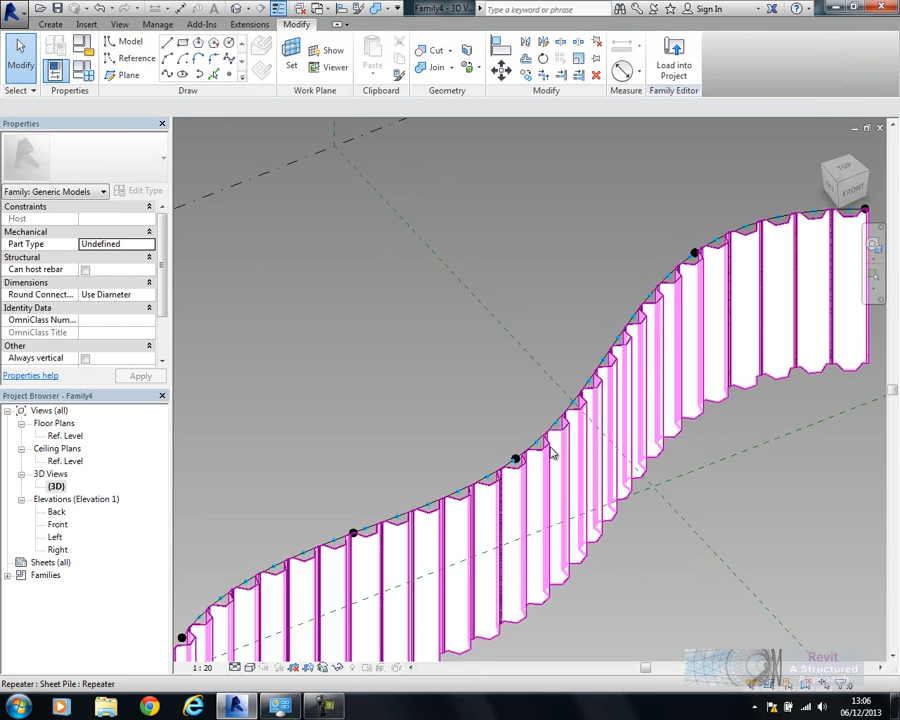 Family4 - 3D V...
Type a keyword or phrase
Sign In
Create Insert View Manage Add-Ins Extensions Modify
Modify
Select
Properties
Model
Reference
Plane
Draw
Set
Show
Viewer
Work Plane
Paste
Clipboard
Cut
Join
Geometry
Modify
Measure
Load into
Project
Family Editor
Properties
Family: Generic Models
Edit Type
Constraints
Host
Mechanical
Part Type Undefined
Structural
Can host rebar
Dimensions
Round Connect... Use Diameter
Identity Data
OmniClass Num...
OmniClass Title
Other
Always vertical
Properties help
Apply
Project Browser - Family4
Views (all)
Floor Plans
Ref. Level
Ceiling Plans
Ref. Level
3D Views
(3D)
Elevations (Elevation 1)
Back
Front
Left
Right
Sheets (all)
Families
TOP
FRONT
1 : 20
Revit
A Structured
Repeater : Sheet Pile : Repeater
:0
13:06
06/12/2013